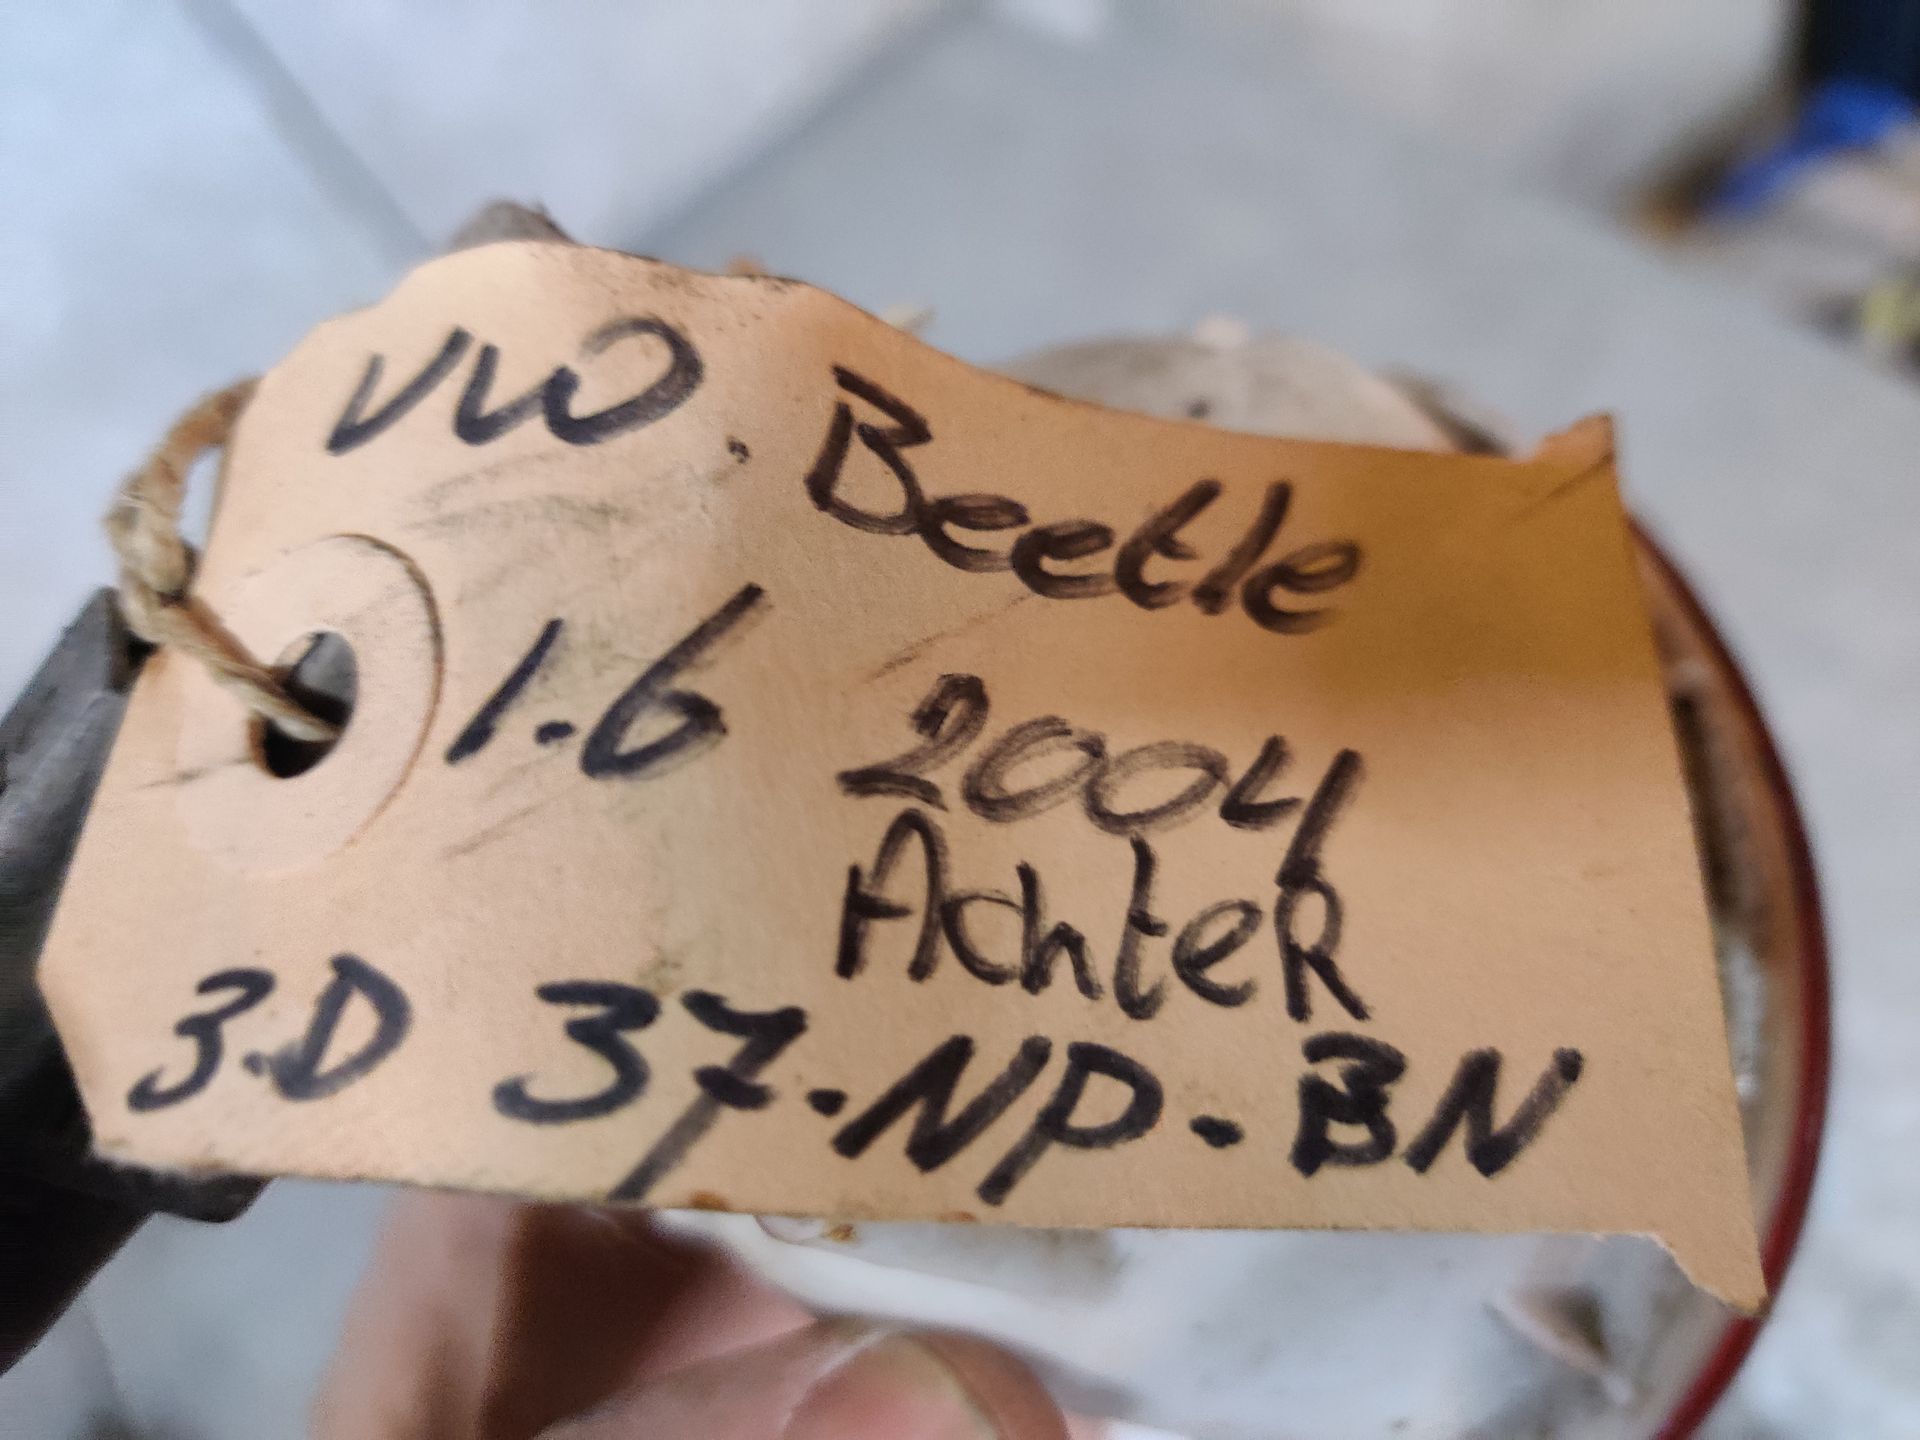 VW. Beetle
1.6 2004
AchteR
3.D 37.NP.BN